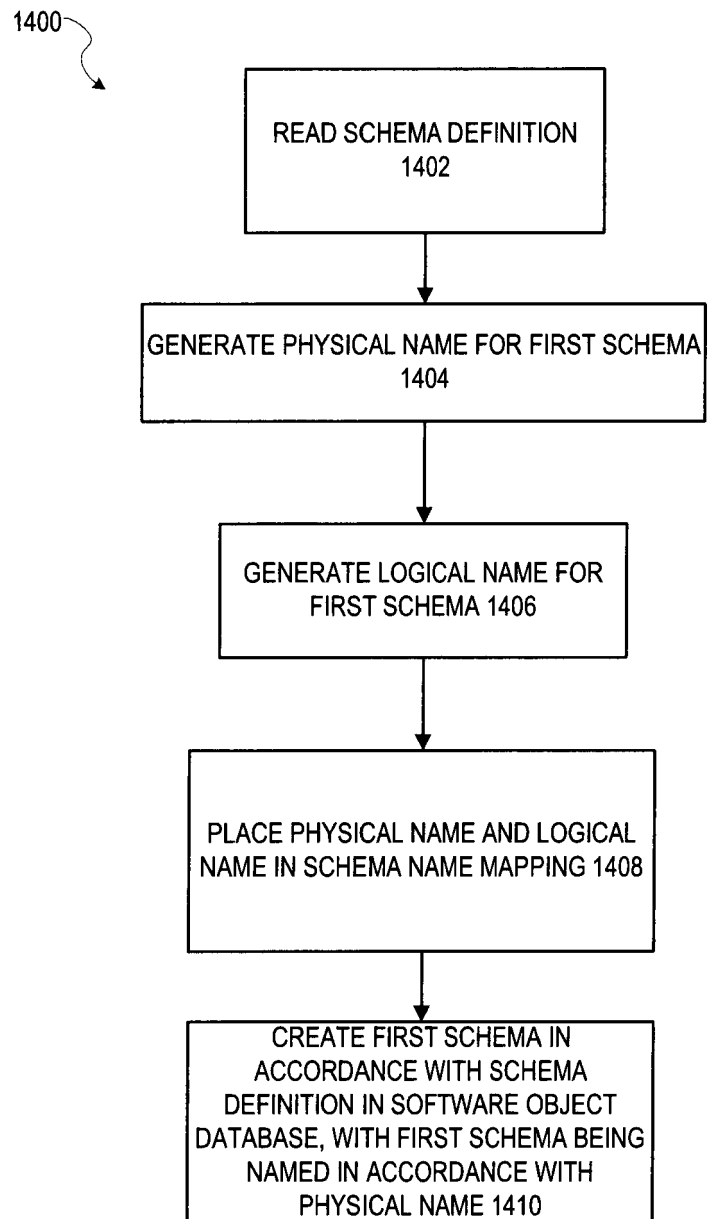 1400
READ SCHEMA DEFINITION
1402
GENERATE PHYSICAL NAME FOR FIRST SCHEMA
1404
GENERATE LOGICAL NAME FOR
FIRST SCHEMA 1406
PLACE PHYSICAL NAME AND LOGICAL
NAME IN SCHEMA NAME MAPPING 1408
CREATE FIRST SCHEMA IN
ACCORDANCE WITH SCHEMA
DEFINITION IN SOFTWARE OBJECT
DATABASE, WITH FIRST SCHEMA BEING
NAMED IN ACCORDANCE WITH
PHYSICAL NAME 1410